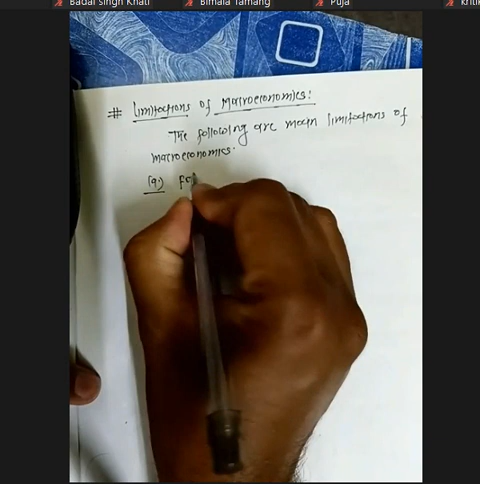 Badal singh Khati
Bimala Tamang
Puja
# limitations of Macroeconomics:
The following are main limitations of
macroeconomics.
(a.)